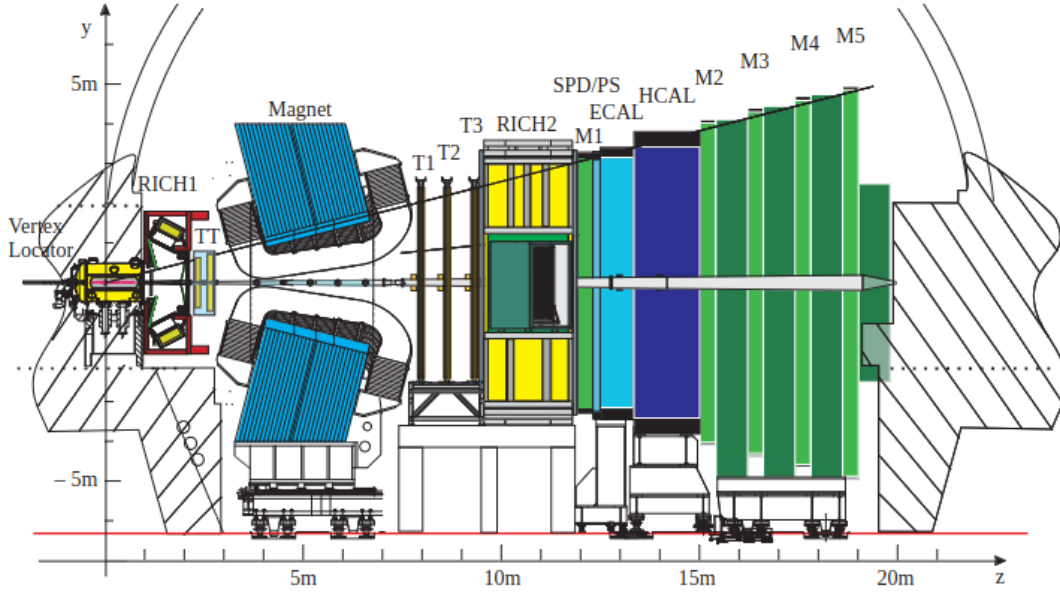 y
5m
Magnet
SPD/PS
ECAL
HCAL
M1
M2
M3
M4
M5
T1
T2
T3
RICH2
RICH1
TT
Vertex
Locator
– 5m
5m
10m
15m
20m
z